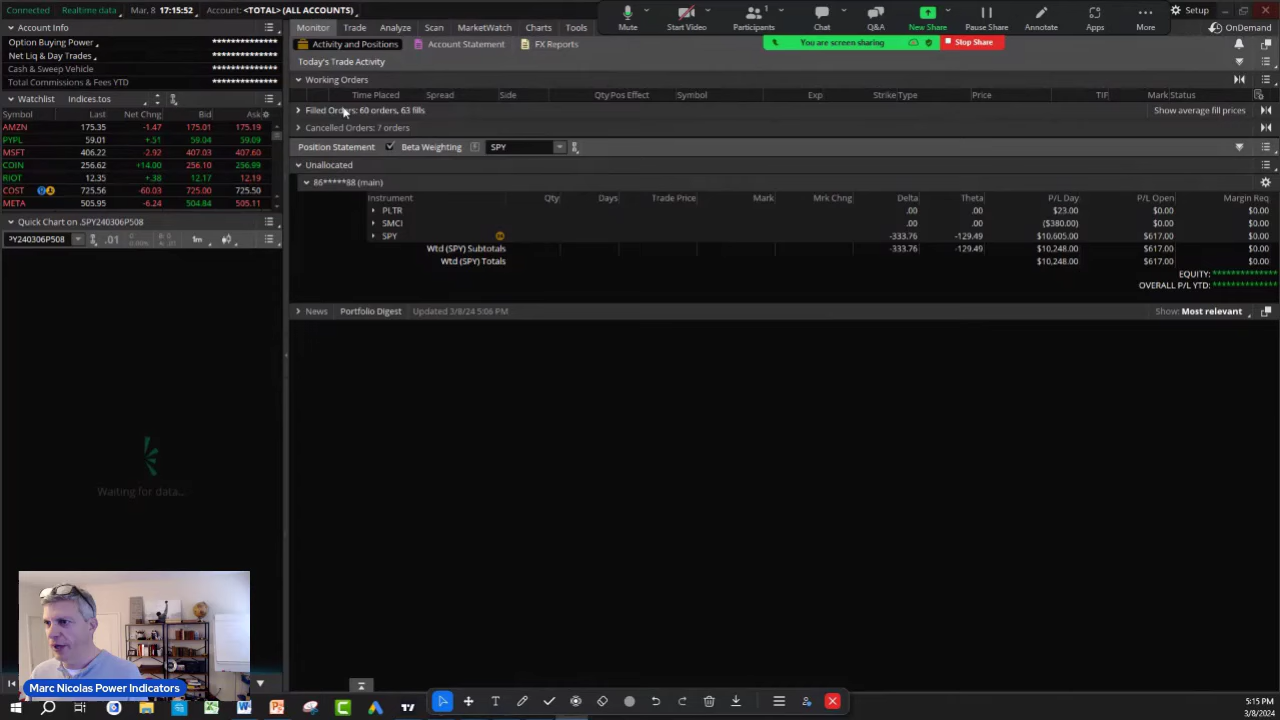 Connected Realtime data Mar, 8 17:15:52 Account: <TOTAL> (ALL ACCOUNTS) Setup
Account Info Monitor Trade Analyze Scan MarketWatch Charts Tools Mute Start Video Participants 1 Chat Q&A New Share Pause Share Annotate Apps More OnDemand
Option Buying Power ************** Activity and Positions Account Statement FX Reports You are screen sharing Stop Share
Net Liq & Day Trades ***************
Cash & Sweep Vehicle ***************
Today's Trade Activity
Total Commissions & Fees YTD ***************
Working Orders
Watchlist Indices.tos Time Placed Spread Side Qty Pos Effect Symbol Exp Strike Type Price TIF Mark Status
Symbol Last Net Chng Bid Ask Filled Orders: 60 orders, 63 fills Show average fill prices
AMZN 175.35 -1.47 175.01 175.19 Cancelled Orders: 7 orders
PYPL 59.01 +.51 59.04 59.09
MSFT 406.22 -2.92 407.03 407.60 Position Statement Beta Weighting SPY
COIN 256.62 +14.00 256.10 256.99 Unallocated
RIOT 12.35 +.38 12.17 12.19 86*****88 (main)
COST 725.56 -60.03 725.00 725.50 Instrument Qty Days Trade Price Mark Mrk Chng Delta Theta P/L Day P/L Open Margin Req
META 505.95 -6.24 504.84 505.11 PLTR .00 .00 $23.00 $0.00 $0.00
Quick Chart on .SPY240306P508 SMCI .00 .00 ($380.00) $0.00 $0.00
PY240306P508 .01 C: 0.00% B: 0 A: 0 1m SPY -333.76 -129.49 $10,605.00 $617.00 $0.00
Wtd (SPY) Subtotals -333.76 -129.49 $10,248.00 $617.00 $0.00
Wtd (SPY) Totals $10,248.00 $617.00 $0.00
EQUITY: ***************
OVERALL P/L YTD: ***************
News Portfolio Digest Updated 3/8/24 5:06 PM Show: Most relevant
Waiting for data...
Marc Nicolas Power Indicators
5:15 PM
3/8/2024